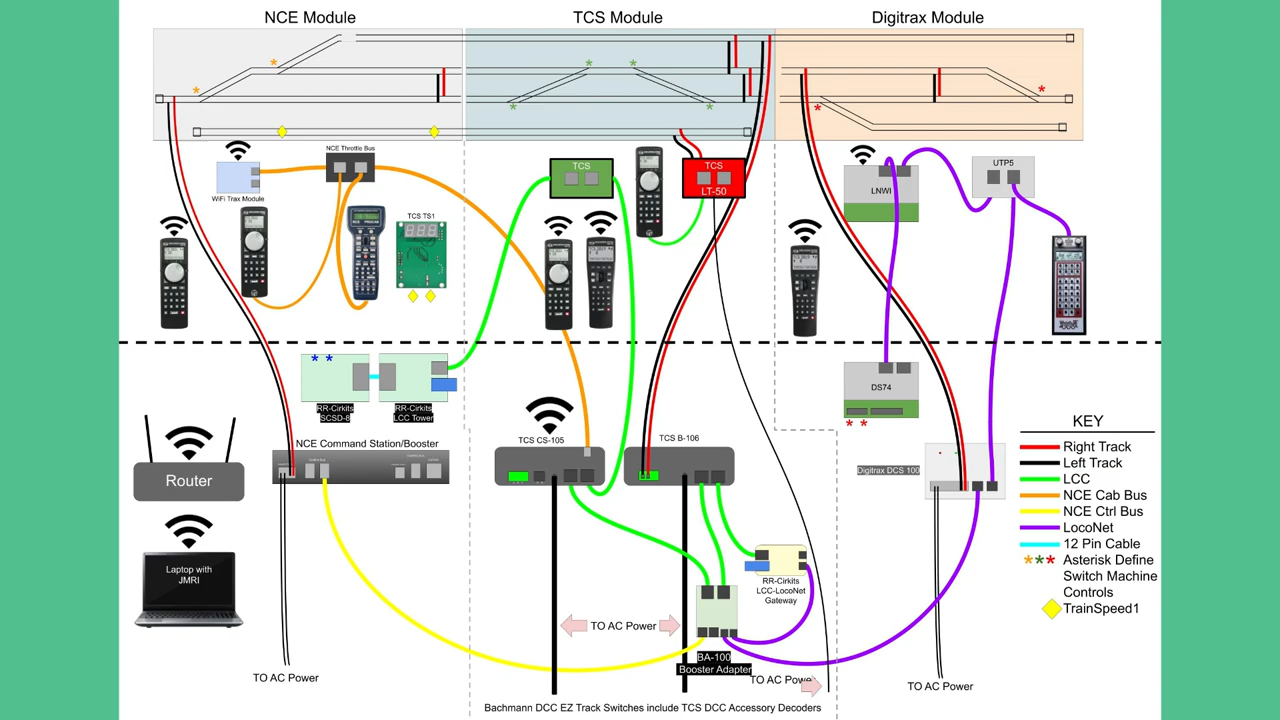 NCE Module
TCS Module
Digitrax Module
NCE Throttle Bus
WiFi Trax Module
TCS TS1
TCS
TCS
LT-50
LNWI
UTP5
RR-Cirkits
SCSD-8
RR-Cirkits
LCC Tower
DS74
Router
NCE Command Station/Booster
TCS CS-105
TCS B-106
Digitrax DCS 100
KEY
Right Track
Left Track
LCC
NCE Cab Bus
NCE Ctrl Bus
LocoNet
12 Pin Cable
Asterisk Define
Switch Machine
Controls
TrainSpeed1
Laptop with
JMRI
RR-Cirkits
LCC-LocoNet
Gateway
TO AC Power
BA-100
Booster Adapter
TO AC Power
TO AC Power
TO AC Power
Bachmann DCC EZ Track Switches include TCS DCC Accessory Decoders